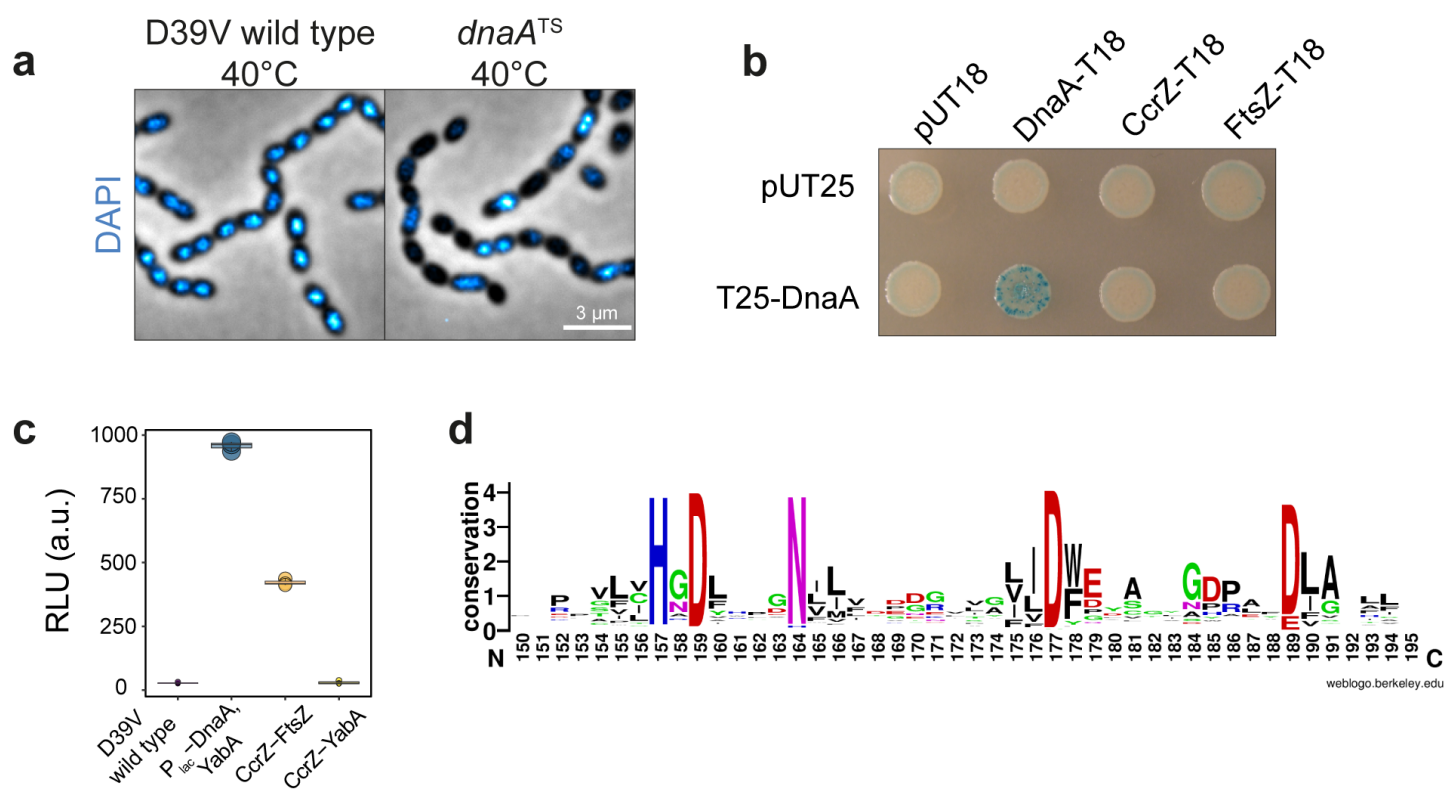 a
D39V wild type
40°C
dnaATS
40°C
DAPI
3 µm
b
pUT18
DnaA-T18
CcrZ-T18
FtsZ-T18
pUT25
T25-DnaA
c
RLU (a.u.)
1000
750
500
250
0
D39V
wild type
Plac-DnaA,
YabA
CcrZ-FtsZ
CcrZ-YabA
d
conservation
4
3
2
1
0
N
150 151 152 153 154 155 156 157 158 159 160 161 162 163 164 165 166 167 168 169 170 171 172 173 174 175 176 177 178 179 180 181 182 183 184 185 186 187 188 189 190 191 192 193 194 195
C
H G D L N L L I D W E A G D P D L A
weblogo.berkeley.edu